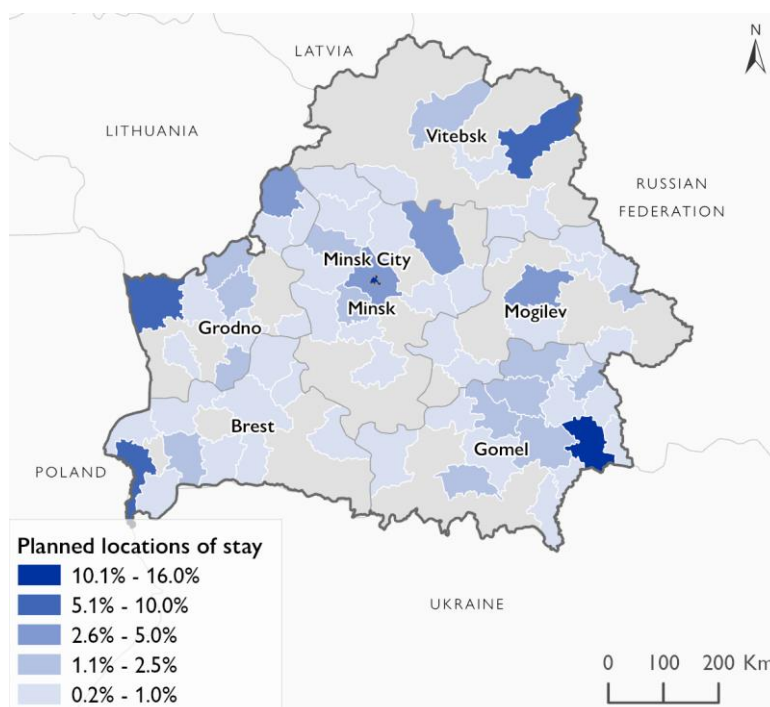 LATVIA
N
LITHUANIA
Vitebsk
RUSSIAN
FEDERATION
Minsk City
Minsk
Mogilev
Grodno
Brest
Gomel
POLAND
UKRAINE
Planned locations of stay
10.1% - 16.0%
5.1% - 10.0%
2.6% - 5.0%
1.1% - 2.5%
0.2% - 1.0%
0 100 200 Km